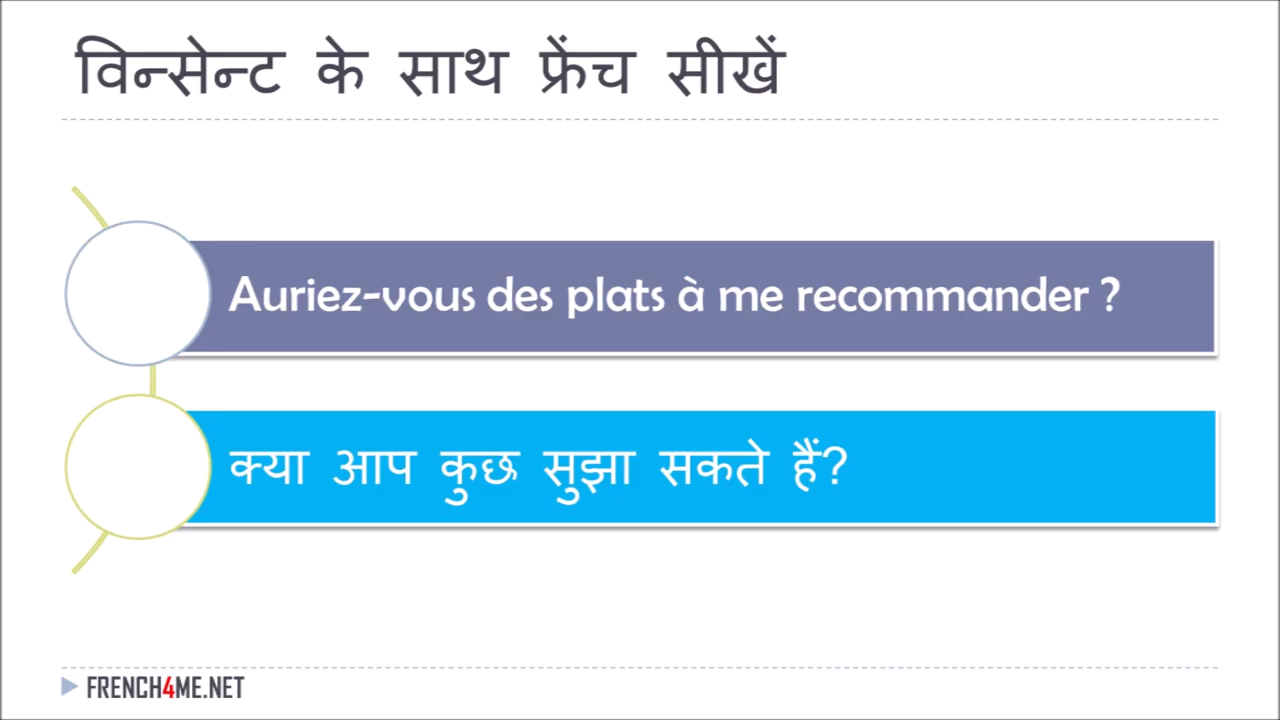 विन्सेन्ट के साथ फ्रेंच सीखें
Auriez-vous des plats à me recommander ?
क्या आप कुछ सुझा सकते हैं?
FRENCH4ME.NET